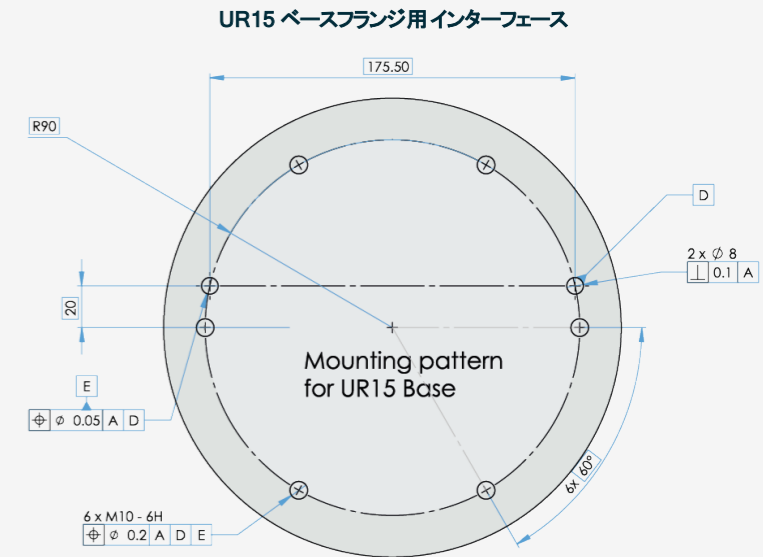 UR15 ベースフランジ用インターフェース
175.50
R90
D
2 x ⌀ 8
⟂ 0.1 A
20
Mounting pattern
for UR15 Base
E
⌖ ⌀ 0.05 A D
6x 60°
6 x M10 - 6H
⌖ ⌀ 0.2 A D E